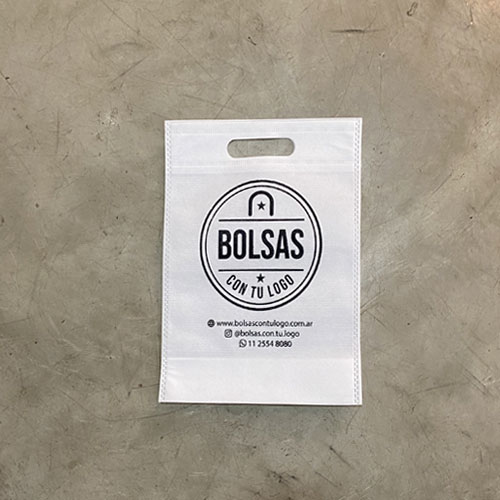 BOLSAS
CON TU LOGO
www.bolsascontulogo.com.ar
@bolsas.con.tu.logo
11 2554 8080